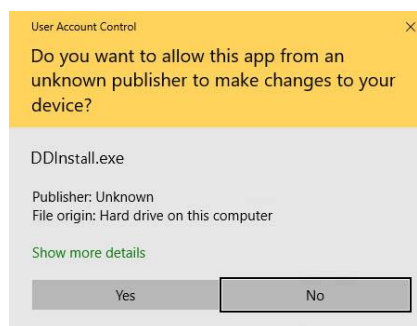 User Account Control
Do you want to allow this app from an
unknown publisher to make changes to your
device?
DDInstall.exe
Publisher: Unknown
File origin: Hard drive on this computer
Show more details
Yes
No